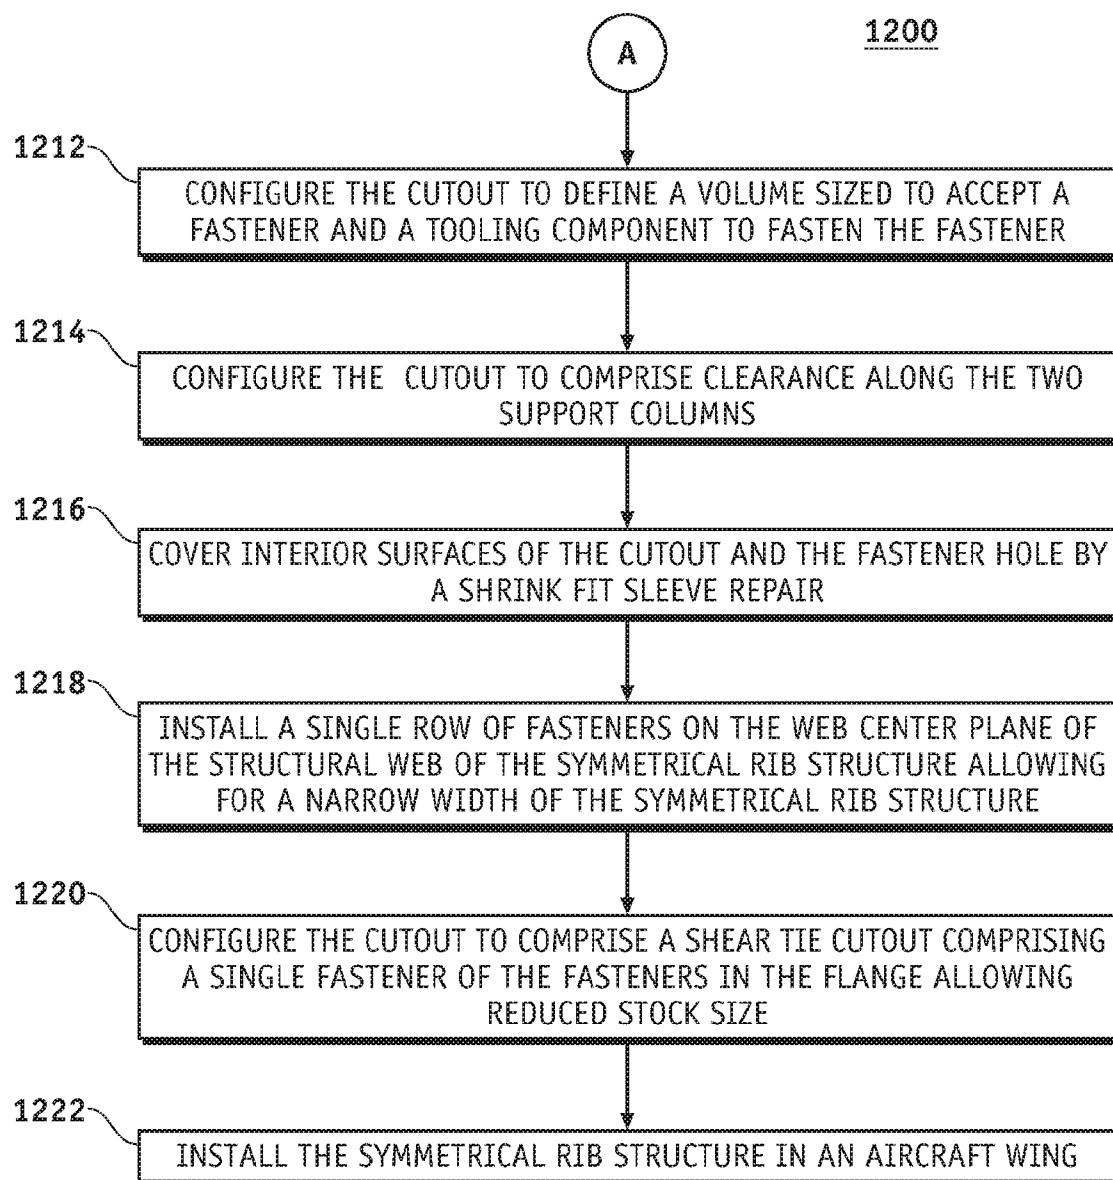 1200
A
1212
CONFIGURE THE CUTOUT TO DEFINE A VOLUME SIZED TO ACCEPT A
FASTENER AND A TOOLING COMPONENT TO FASTEN THE FASTENER
1214
CONFIGURE THE CUTOUT TO COMPRISE CLEARANCE ALONG THE TWO
SUPPORT COLUMNS
1216
COVER INTERIOR SURFACES OF THE CUTOUT AND THE FASTENER HOLE BY
A SHRINK FIT SLEEVE REPAIR
1218
INSTALL A SINGLE ROW OF FASTENERS ON THE WEB CENTER PLANE OF
THE STRUCTURAL WEB OF THE SYMMETRICAL RIB STRUCTURE ALLOWING
FOR A NARROW WIDTH OF THE SYMMETRICAL RIB STRUCTURE
1220
CONFIGURE THE CUTOUT TO COMPRISE A SHEAR TIE CUTOUT COMPRISING
A SINGLE FASTENER OF THE FASTENERS IN THE FLANGE ALLOWING
REDUCED STOCK SIZE
1222
INSTALL THE SYMMETRICAL RIB STRUCTURE IN AN AIRCRAFT WING